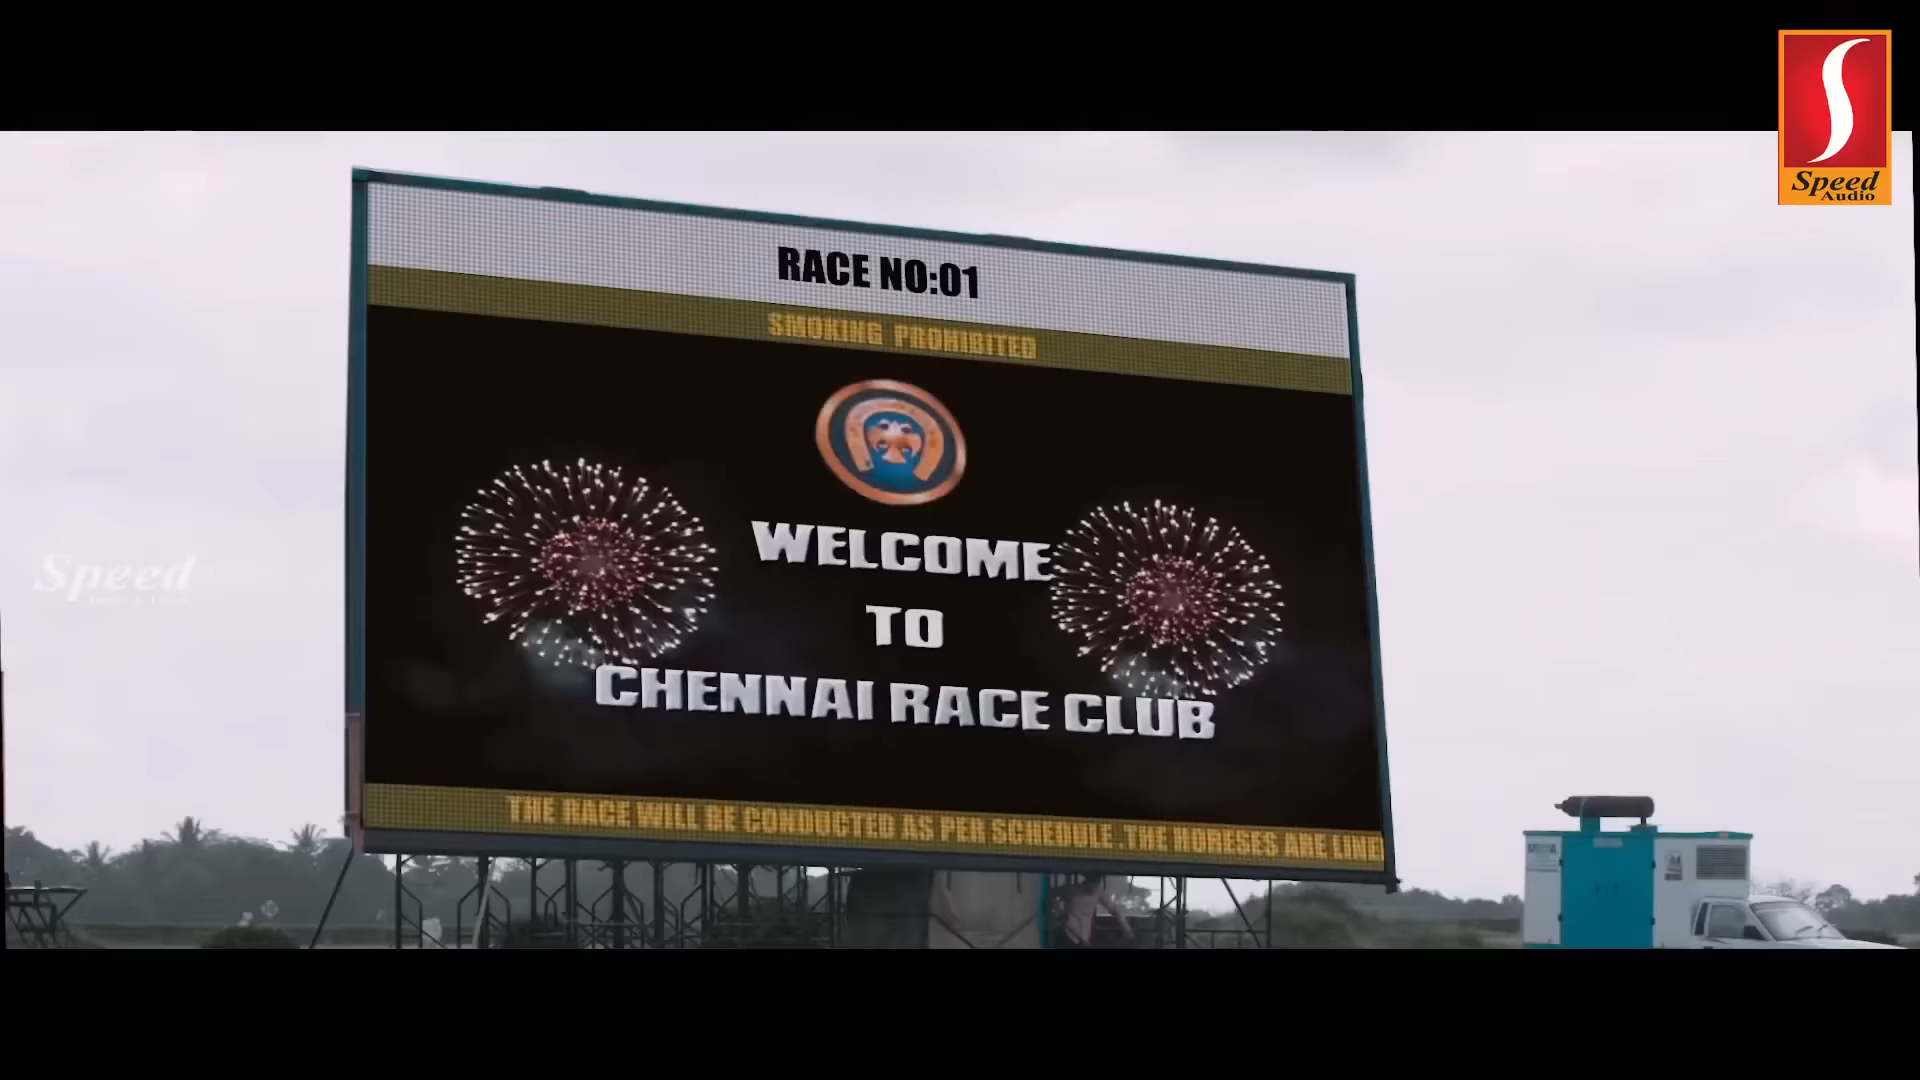 Speed
Audio
RACE NO:01
SMOKING PROHIBITED
WELCOME
TO
CHENNAI RACE CLUB
Speed
THE RACE WILL BE CONDUCTED AS PER SCHEDULE .THE HORESES ARE LINE